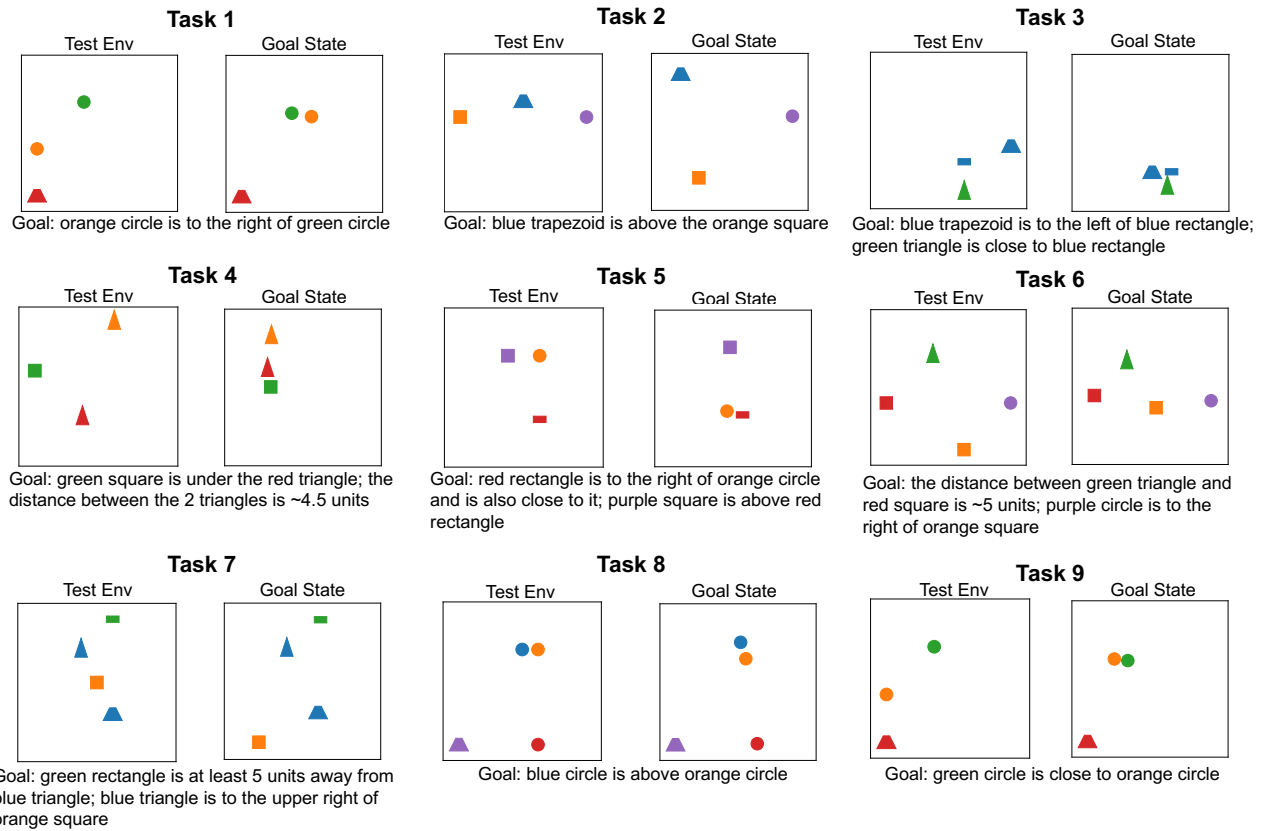 Task 1
Test Env
Goal State
Goal: orange circle is to the right of green circle
Task 2
Test Env
Goal State
Goal: blue trapezoid is above the orange square
Task 3
Test Env
Goal State
Goal: blue trapezoid is to the left of blue rectangle;
green triangle is close to blue rectangle
Task 4
Test Env
Goal State
Goal: green square is under the red triangle; the
distance between the 2 triangles is ~4.5 units
Task 5
Test Env
Goal State
Goal: red rectangle is to the right of orange circle
and is also close to it; purple square is above red
rectangle
Task 6
Test Env
Goal State
Goal: the distance between green triangle and
red square is ~5 units; purple circle is to the
right of orange square
Task 7
Test Env
Goal State
Goal: green rectangle is at least 5 units away from
blue triangle; blue triangle is to the upper right of
orange square
Task 8
Test Env
Goal State
Goal: blue circle is above orange circle
Task 9
Test Env
Goal State
Goal: green circle is close to orange circle